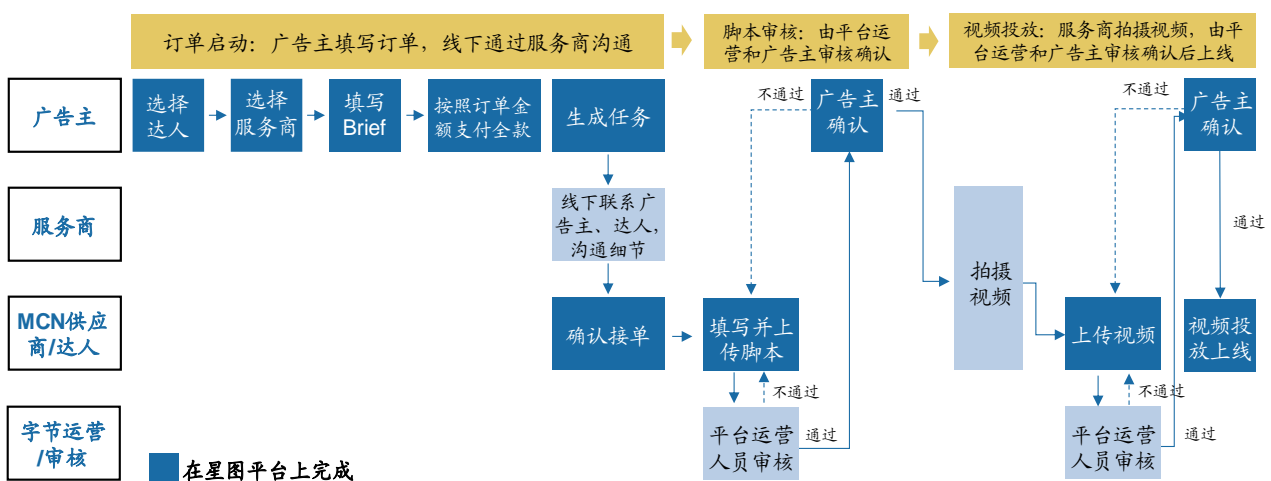 订单启动：广告主填写订单，线下通过服务商沟通
脚本审核：由平台运
营和广告主审核确认
视频投放：服务商拍摄视频，由平
台运营和广告主审核确认后上线
广告主
选择
达人
选择
服务商
填写
Brief
按照订单金
额支付全款
生成任务
不通过
广告主
确认
通过
不通过
广告主
确认
服务商
线下联系广
告主、达人，
沟通细节
通过
拍摄
视频
MCN供应
商/达人
确认接单
填写并上
传脚本
上传视频
视频投
放上线
不通过
不通过
字节运营
/审核
平台运营
人员审核
通过
平台运营
人员审核
通过
在星图平台上完成